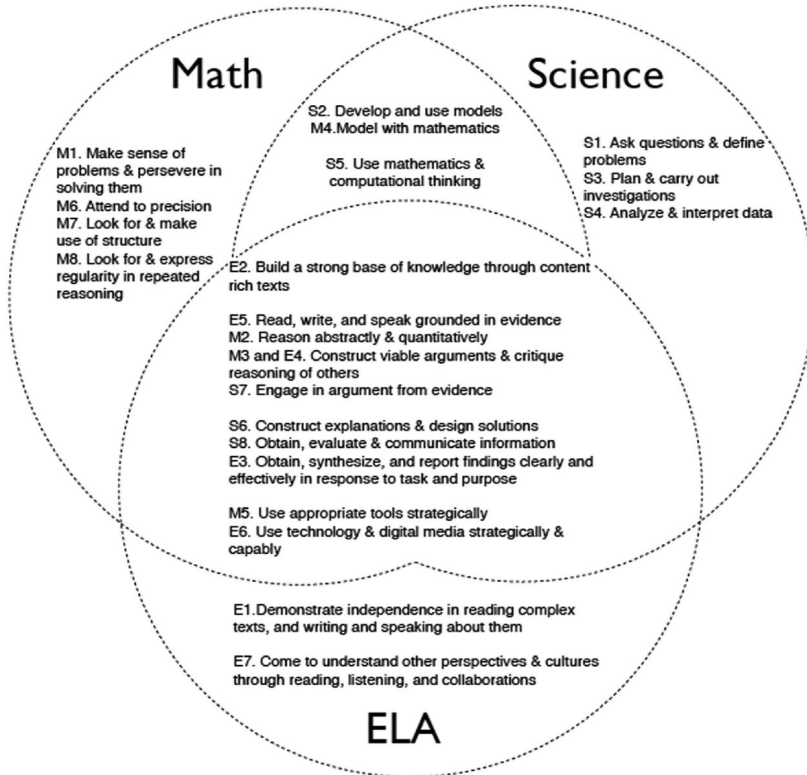 Math
Science
S2. Develop and use models
M4.Model with mathematics
S5. Use mathematics &
computational thinking
M1. Make sense of
problems & persevere in
solving them
M6. Attend to precision
M7. Look for & make
use of structure
M8. Look for & express
regularity in repeated
reasoning
S1. Ask questions & define
problems
S3. Plan & carry out
investigations
S4. Analyze & interpret data
E2. Build a strong base of knowledge through content
rich texts
E5. Read, write, and speak grounded in evidence
M2. Reason abstractly & quantitatively
M3 and E4. Construct viable arguments & critique
reasoning of others
S7. Engage in argument from evidence
S6. Construct explanations & design solutions
S8. Obtain, evaluate & communicate information
E3. Obtain, synthesize, and report findings clearly and
effectively in response to task and purpose
M5. Use appropriate tools strategically
E6. Use technology & digital media strategically &
capably
E1.Demonstrate independence in reading complex
texts, and writing and speaking about them
E7. Come to understand other perspectives & cultures
through reading, listening, and collaborations
ELA